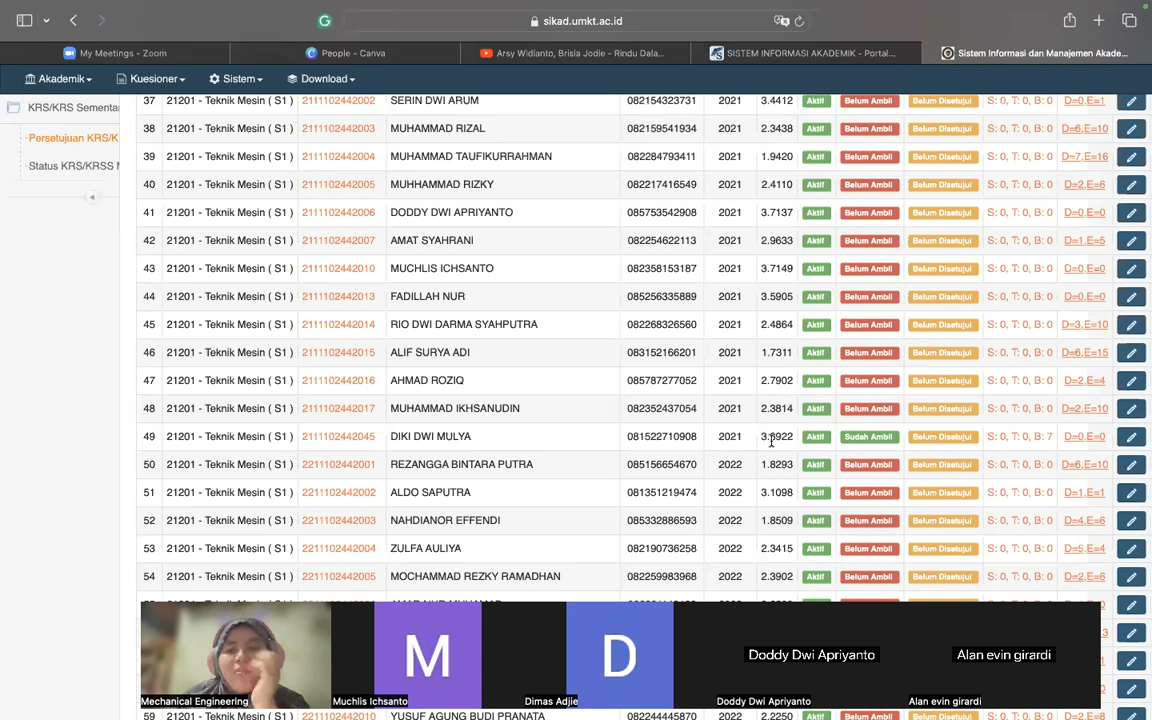 sikad.umkt.ac.id
My Meetings - Zoom
People - Canva
Arsy Widianto, Brisia Jodie - Rindu Dala...
SISTEM INFORMASI AKADEMIK - Portal...
Sistem Informasi dan Manajemen Akade...
Akademik Kuesioner Sistem Download
KRS/KRS Sementa
Persetujuan KRS/K
Status KRS/KRSS M
37 21201 - Teknik Mesin ( S1 ) 2111102442002 SERIN DWI ARUM 082154323731 2021 3.4412 Aktif Belum Ambil Belum Disetujui S: 0, T: 0, B: 0 D=0,E=1
38 21201 - Teknik Mesin ( S1 ) 2111102442003 MUHAMMAD RIZAL 082159541934 2021 2.3438 Aktif Belum Ambil Belum Disetujui S: 0, T: 0, B: 0 D=6,E=10
39 21201 - Teknik Mesin ( S1 ) 2111102442004 MUHAMMAD TAUFIKURRAHMAN 082284793411 2021 1.9420 Aktif Belum Ambil Belum Disetujui S: 0, T: 0, B: 0 D=7,E=16
40 21201 - Teknik Mesin ( S1 ) 2111102442005 MUHHAMMAD RIZKY 082217416549 2021 2.4110 Aktif Belum Ambil Belum Disetujui S: 0, T: 0, B: 0 D=2,E=6
41 21201 - Teknik Mesin ( S1 ) 2111102442006 DODDY DWI APRIYANTO 085753542908 2021 3.7137 Aktif Belum Ambil Belum Disetujui S: 0, T: 0, B: 0 D=0,E=0
42 21201 - Teknik Mesin ( S1 ) 2111102442007 AMAT SYAHRANI 082254622113 2021 2.9633 Aktif Belum Ambil Belum Disetujui S: 0, T: 0, B: 0 D=1,E=5
43 21201 - Teknik Mesin ( S1 ) 2111102442010 MUCHLIS ICHSANTO 082358153187 2021 3.7149 Aktif Belum Ambil Belum Disetujui S: 0, T: 0, B: 0 D=0,E=0
44 21201 - Teknik Mesin ( S1 ) 2111102442013 FADILLAH NUR 085256335889 2021 3.5905 Aktif Belum Ambil Belum Disetujui S: 0, T: 0, B: 0 D=0,E=0
45 21201 - Teknik Mesin ( S1 ) 2111102442014 RIO DWI DARMA SYAHPUTRA 082268326560 2021 2.4864 Aktif Belum Ambil Belum Disetujui S: 0, T: 0, B: 0 D=3,E=10
46 21201 - Teknik Mesin ( S1 ) 2111102442015 ALIF SURYA ADI 083152166201 2021 1.7311 Aktif Belum Ambil Belum Disetujui S: 0, T: 0, B: 0 D=6,E=15
47 21201 - Teknik Mesin ( S1 ) 2111102442016 AHMAD ROZIQ 085787277052 2021 2.7902 Aktif Belum Ambil Belum Disetujui S: 0, T: 0, B: 0 D=2,E=4
48 21201 - Teknik Mesin ( S1 ) 2111102442017 MUHAMMAD IKHSANUDIN 082352437054 2021 2.3814 Aktif Belum Ambil Belum Disetujui S: 0, T: 0, B: 0 D=2,E=10
49 21201 - Teknik Mesin ( S1 ) 2111102442045 DIKI DWI MULYA 081522710908 2021 Aktif Sudah Ambil Belum Disetujui S: 0, T: 0, B: 7 D=0,E=0
50 21201 - Teknik Mesin ( S1 ) 2211102442001 REZANGGA BINTARA PUTRA 085156654670 2022 1.8293 Aktif Belum Ambil Belum Disetujui S: 0, T: 0, B: 0 D=6,E=10
51 21201 - Teknik Mesin ( S1 ) 2211102442002 ALDO SAPUTRA 081351219474 2022 3.1098 Aktif Belum Ambil Belum Disetujui S: 0, T: 0, B: 0 D=1,E=1
52 21201 - Teknik Mesin ( S1 ) 2211102442003 NAHDIANOR EFFENDI 085332886593 2022 1.8509 Aktif Belum Ambil Belum Disetujui S: 0, T: 0, B: 0 D=4,E=6
53 21201 - Teknik Mesin ( S1 ) 2211102442004 ZULFA AULIYA 082190736258 2022 2.3415 Aktif Belum Ambil Belum Disetujui S: 0, T: 0, B: 0 D=5,E=4
54 21201 - Teknik Mesin ( S1 ) 2211102442005 MOCHAMMAD REZKY RAMADHAN 082259983968 2022 2.3902 Aktif Belum Ambil Belum Disetujui S: 0, T: 0, B: 0 D=2,E=6
M D Doddy Dwi Apriyanto Alan evin girardi
Mechanical Engineering Muchlis Ichsanto Dimas Adjie Doddy Dwi Apriyanto Alan evin girardi
59 YUSUF AGUNG BUDI PRANATA 082244445870 2022 2.2250